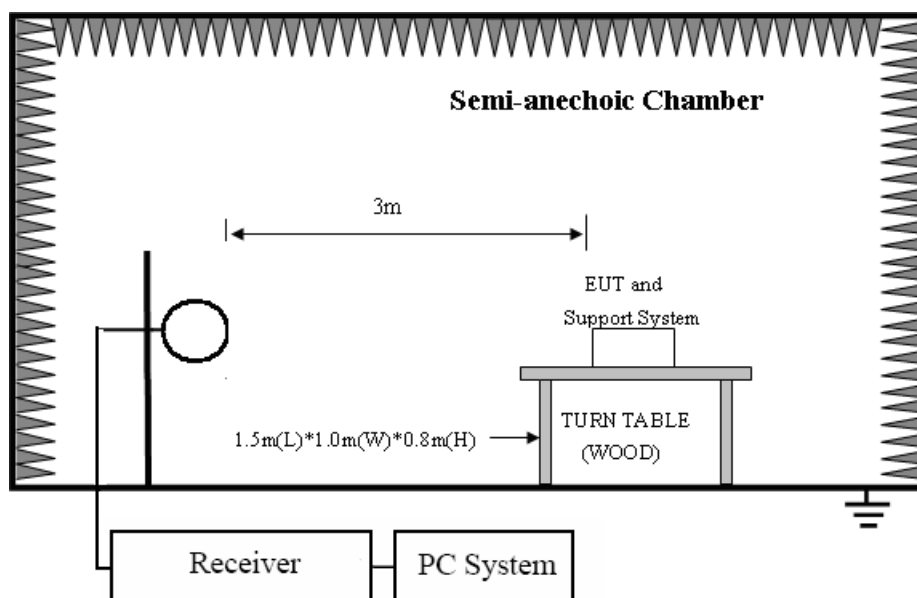 Semi-anechoic Chamber
3m
EUT and
Support System
1.5m(L)*1.0m(W)*0.8m(H)
TURN TABLE
(WOOD)
Receiver
PC System